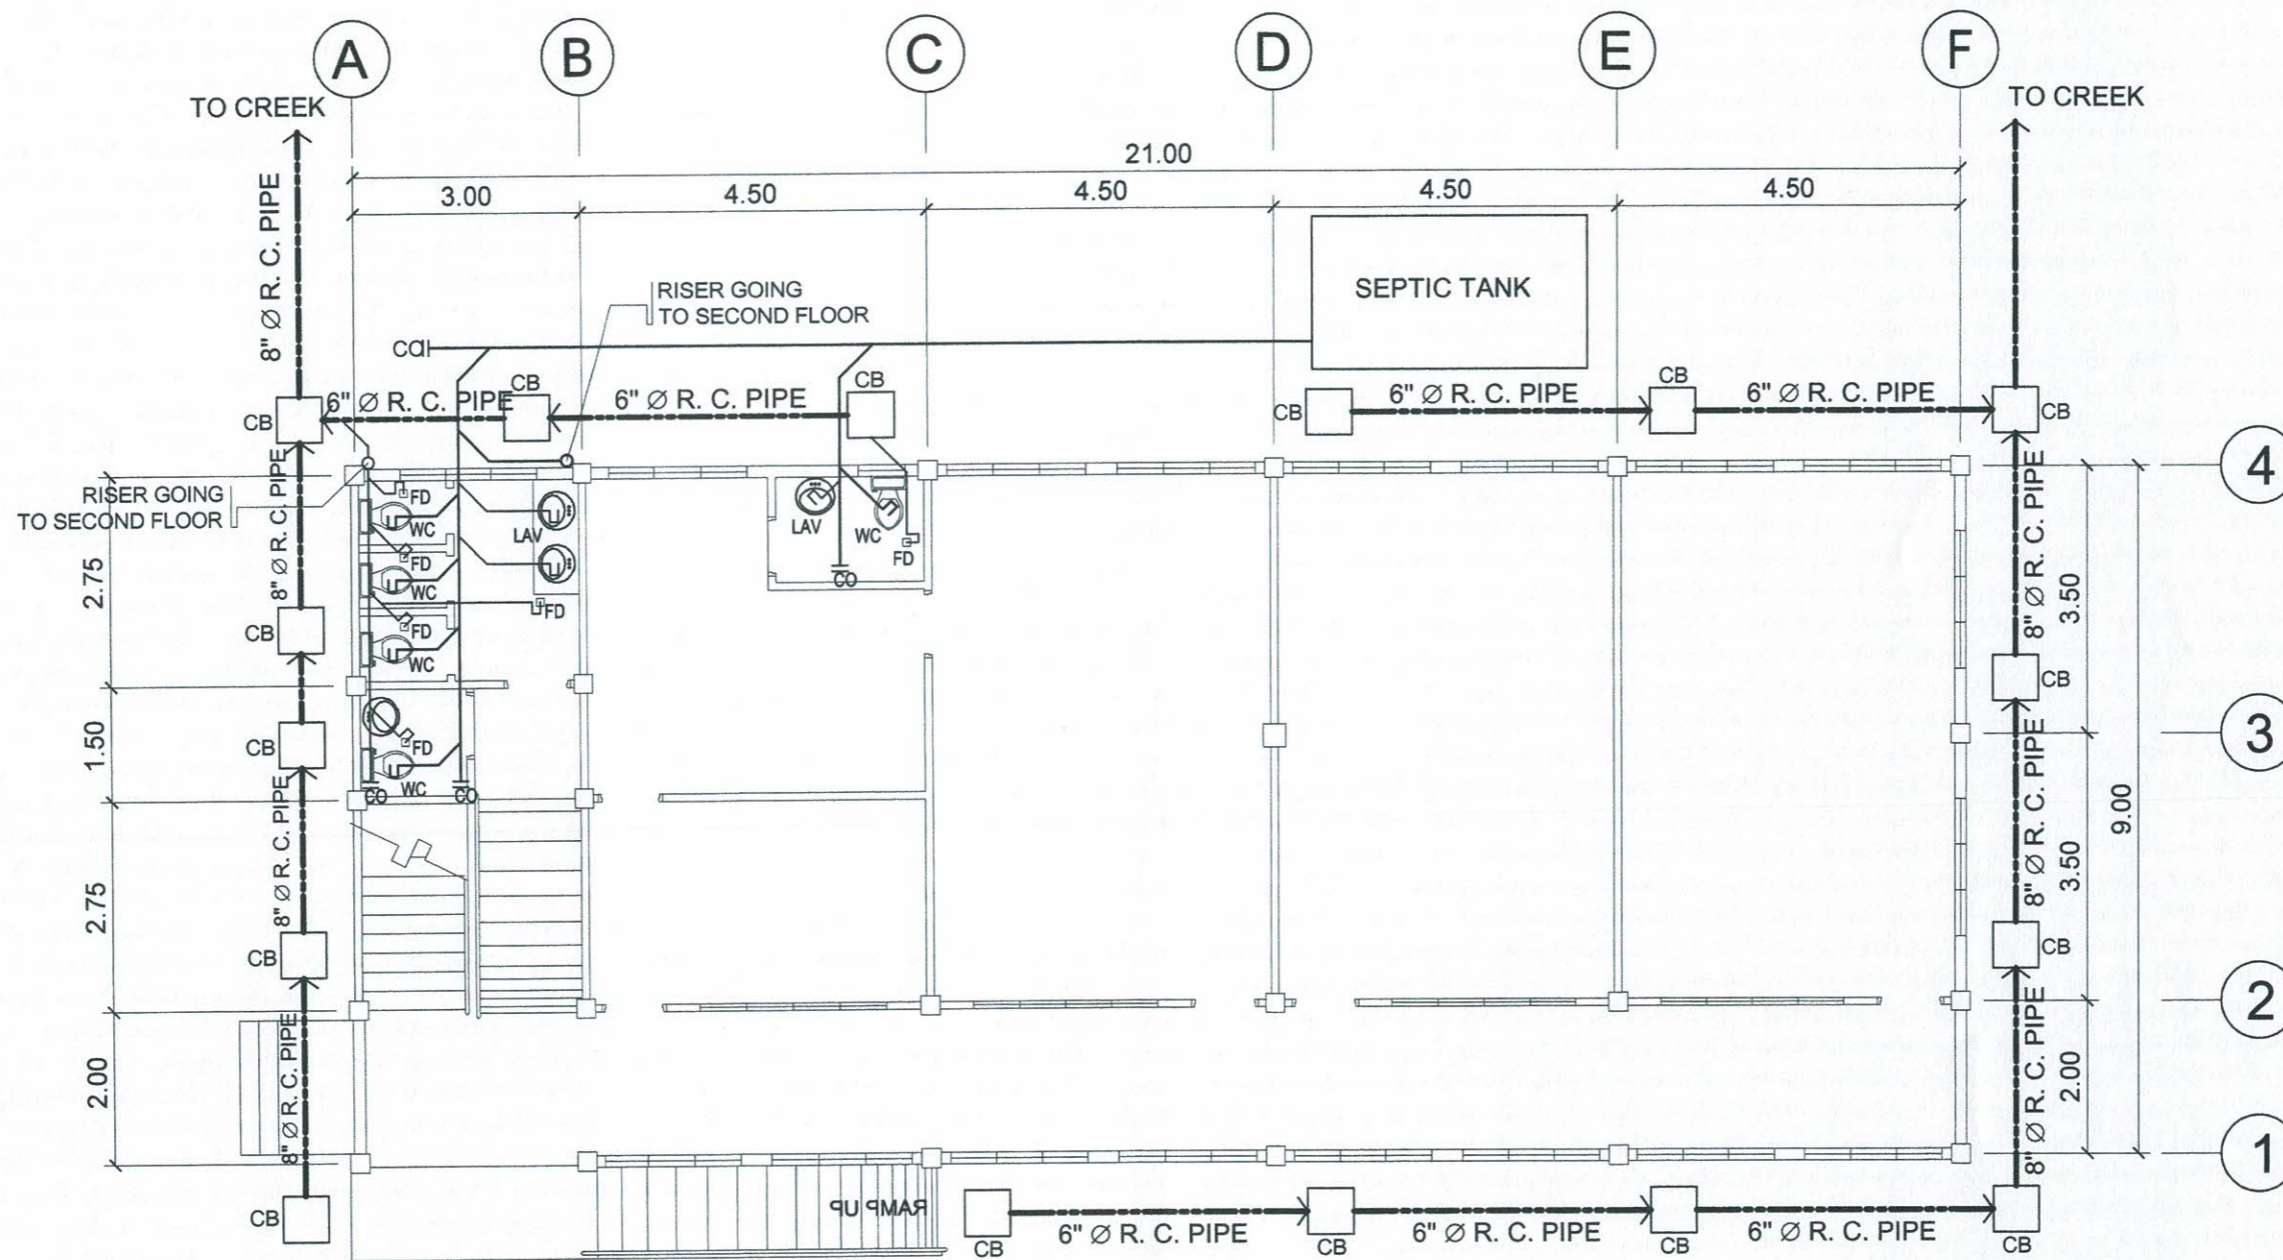 A B C D E F
TO CREEK
TO CREEK
21.00
3.00 4.50 4.50 4.50 4.50
8" Ø R. C. PIPE
RISER GOING
TO SECOND FLOOR
SEPTIC TANK
CO
CB
CB
CB
CB
CB
CB
6" Ø R. C. PIPE
6" Ø R. C. PIPE
6" Ø R. C. PIPE
6" Ø R. C. PIPE
4
RISER GOING
TO SECOND FLOOR
8" Ø R. C. PIPE
FD
WC
LAV
FD
WC
FD
FD
WC
LAV
WC
FD
CO
8" Ø R. C. PIPE
2.75
3.50
CB
CB
FD
WC
CO
CO
1.50
CB
3
8" Ø R. C. PIPE
8" Ø R. C. PIPE
2.75
3.50
9.00
CB
CB
2
8" Ø R. C. PIPE
8" Ø R. C. PIPE
2.00
2.00
1
RAMP UP
CB
CB
6" Ø R. C. PIPE
CB
6" Ø R. C. PIPE
CB
6" Ø R. C. PIPE
CB